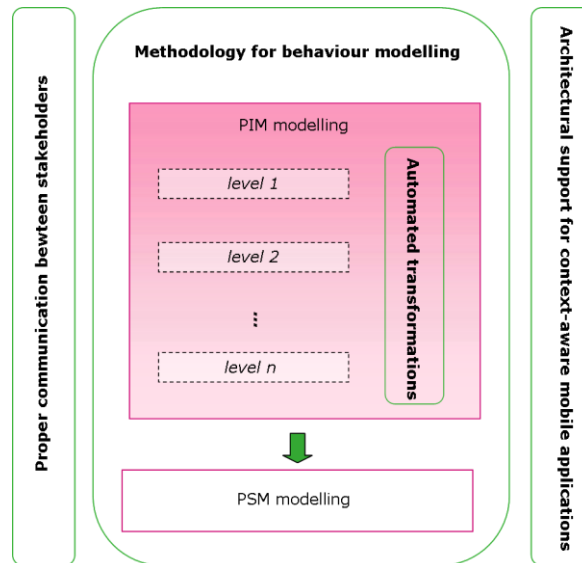 Proper communication bewteen stakeholders
Methodology for behaviour modelling
PIM modelling
level 1
level 2
...
level n
Automated transformations
PSM modelling
Architectural support for context-aware mobile applications